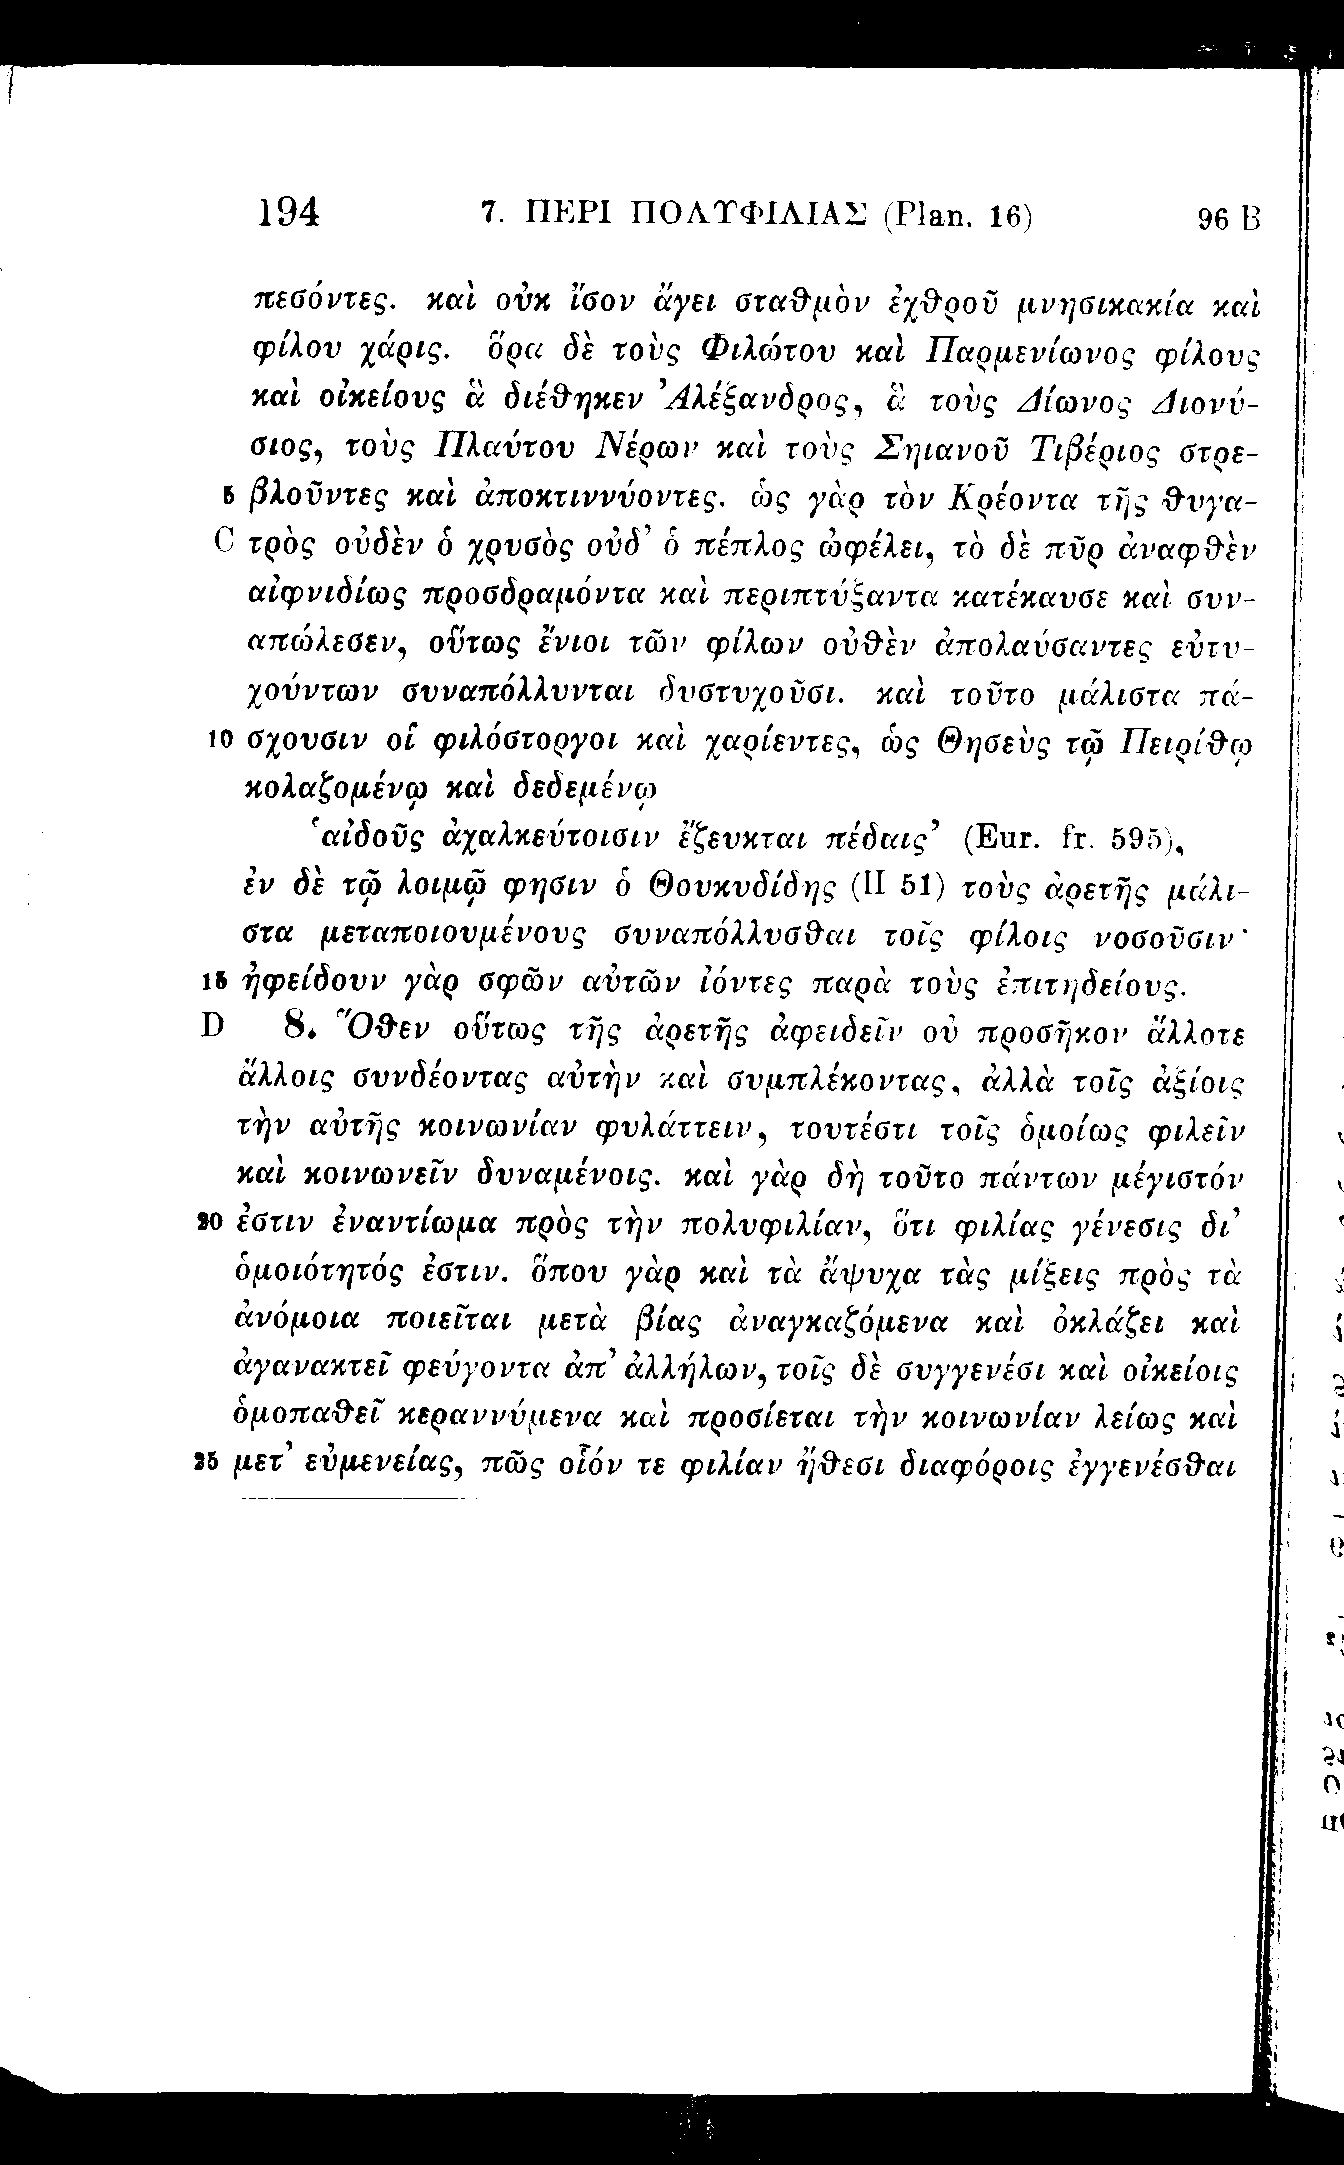 194 7. ΠΕΡΙ ΠΟΛΥΦΙΛΙΑΣ (Plan. 16) 96 B
πεσόντες. καὶ οὐκ ἴσον ἄγει σταθμὸν ἐχθροῦ μνησικακία καὶ
φίλου χάρις. ὅρα δὲ τοὺς Φιλώτου καὶ Παρμενίωνος φίλους
καὶ οἰκείους ἃ διέθηκεν Ἀλέξανδρος, ἃ τοὺς Δίωνος Διονύ-
σιος, τοὺς Πλαύτου Νέρων καὶ τοὺς Σηιανοῦ Τιβέριος στρε-
5 βλοῦντες καὶ ἀποκτιννύοντες. ὡς γὰρ τὸν Κρέοντα τῆς θυγα-
C τρὸς οὐδὲν ὁ χρυσὸς οὐδ’ ὁ πέπλος ὠφέλει, τὸ δὲ πῦρ ἀναφθὲν
αἰφνιδίως προσδραμόντα καὶ περιπτύξαντα κατέκαυσε καὶ συν-
απώλεσεν, οὕτως ἔνιοι τῶν φίλων οὐθὲν ἀπολαύσαντες εὐτυ-
χούντων συναπόλλυνται δυστυχοῦσι. καὶ τοῦτο μάλιστα πά-
10 σχουσιν οἱ φιλόστοργοι καὶ χαρίεντες, ὡς Θησεὺς τῷ Πειρίθῳ
κολαζομένῳ καὶ δεδεμένῳ
‘αἰδοῦς ἀχαλκεύτοισιν ἔζευκται πέδαις’ (Eur. fr. 595),
ἐν δὲ τῷ λοιμῷ φησιν ὁ Θουκυδίδης (II 51) τοὺς ἀρετῆς μάλι-
στα μεταποιουμένους συναπόλλυσθαι τοῖς φίλοις νοσοῦσιν·
15 ἠφείδουν γὰρ σφῶν αὐτῶν ἰόντες παρὰ τοὺς ἐπιτηδείους.
D 8. Ὅθεν οὕτως τῆς ἀρετῆς ἀφειδεῖν οὐ προσῆκον ἄλλοτε
ἄλλοις συνδέοντας αὐτὴν καὶ συμπλέκοντας, ἀλλὰ τοῖς ἀξίοις
τὴν αὐτῆς κοινωνίαν φυλάττειν, τουτέστι τοῖς ὁμοίως φιλεῖν
καὶ κοινωνεῖν δυναμένοις. καὶ γὰρ δὴ τοῦτο πάντων μέγιστόν
20 ἐστιν ἐναντίωμα πρὸς τὴν πολυφιλίαν, ὅτι φιλίας γένεσις δι’
ὁμοιότητός ἐστιν. ὅπου γὰρ καὶ τὰ ἄψυχα τὰς μίξεις πρὸς τὰ
ἀνόμοια ποιεῖται μετὰ βίας ἀναγκαζόμενα καὶ ὀκλάζει καὶ
ἀγανακτεῖ φεύγοντα ἀπ’ ἀλλήλων, τοῖς δὲ συγγενέσι καὶ οἰκείοις
ὁμοπαθεῖ κεραννύμενα καὶ προσίεται τὴν κοινωνίαν λείως καὶ
25 μετ’ εὐμενείας, πῶς οἷόν τε φιλίαν ἤθεσι διαφόροις ἐγγενέσθαι